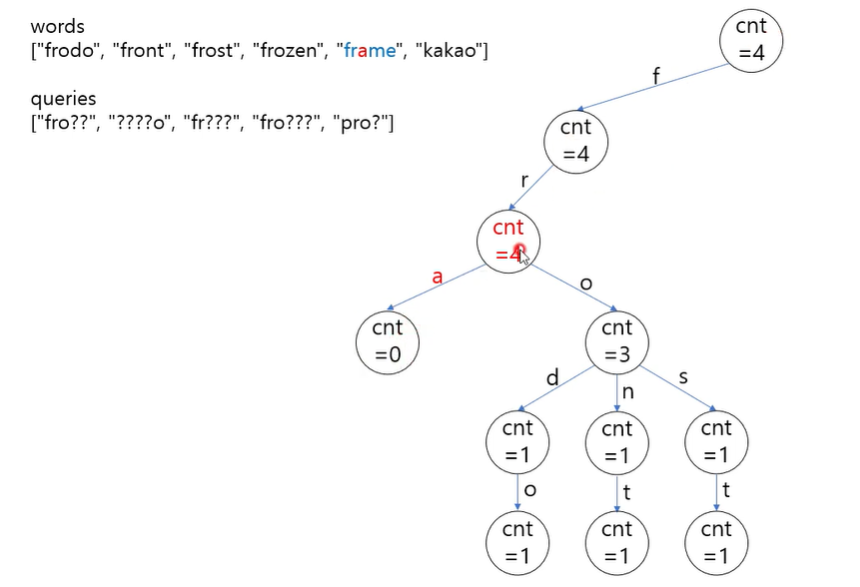 words
["frodo", "front", "frost", "frozen", "frame", "kakao"]
queries
["fro??", "????o", "fr???", "fro???", "pro?"]
cnt
=4
f
cnt
=4
r
cnt
=4
a
o
cnt
=0
cnt
=3
d
n
s
cnt
=1
cnt
=1
cnt
=1
o
t
t
cnt
=1
cnt
=1
cnt
=1